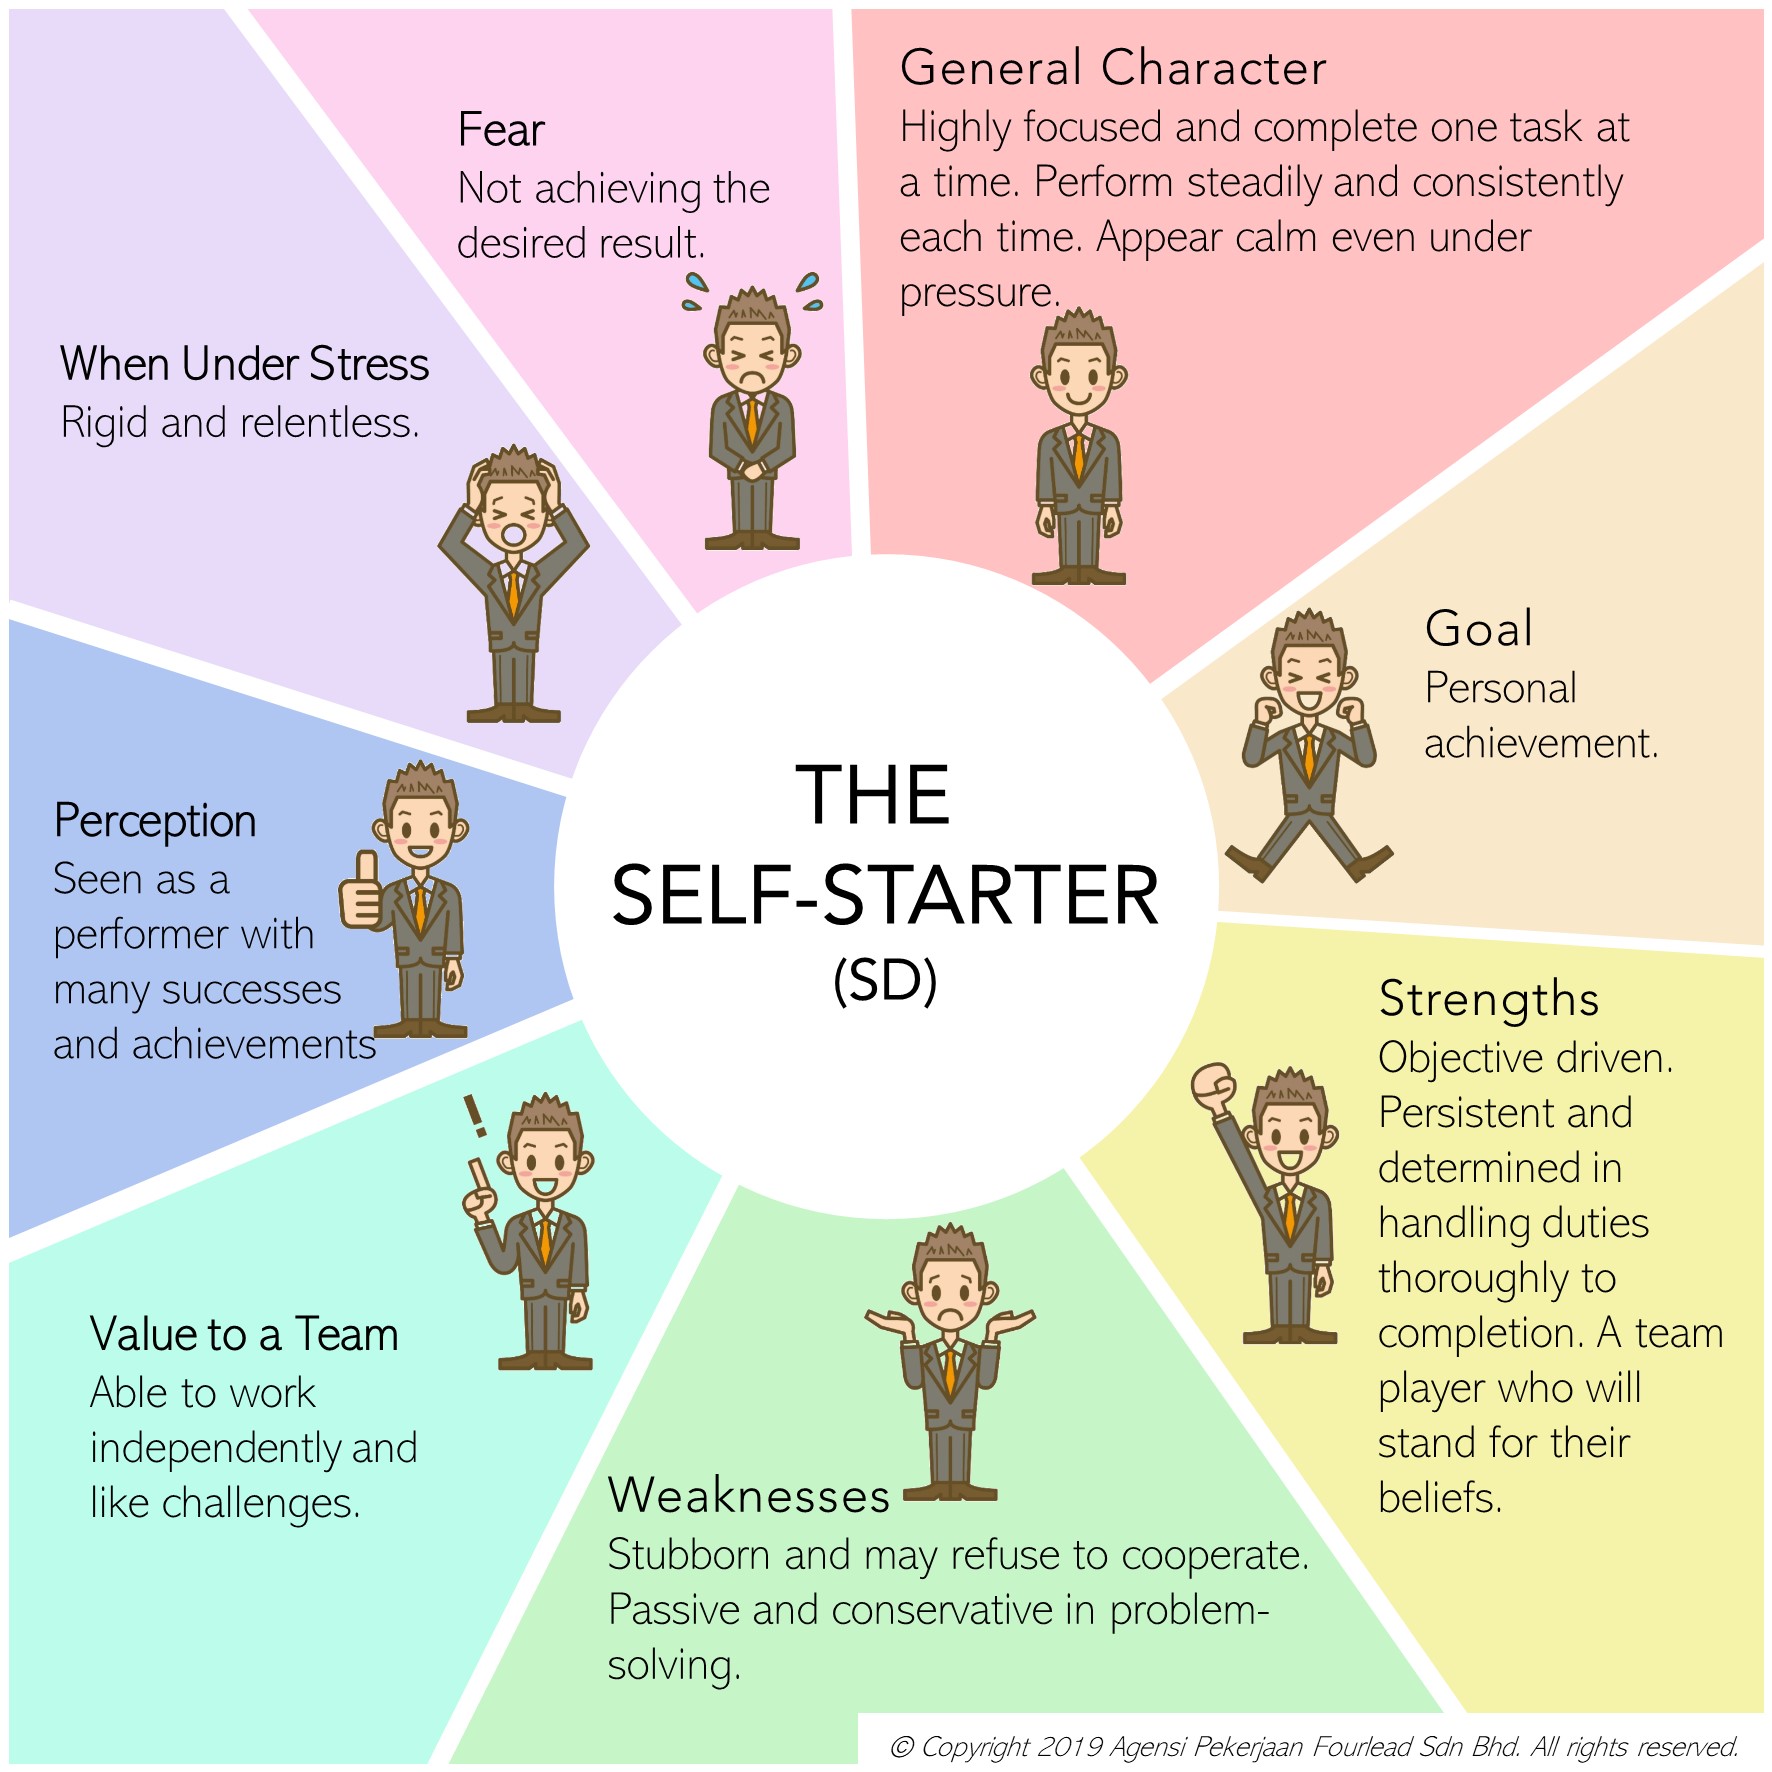 General Character
Highly focused and complete one task at
a time. Perform steadily and consistently
each time. Appear calm even under
pressure.
Goal
Personal
achievement.
Strengths
Objective driven.
Persistent and
determined in
handling duties
thoroughly to
completion. A team
player who will
stand for their
beliefs.
Weaknesses
Stubborn and may refuse to cooperate.
Passive and conservative in problem-
solving.
Value to a Team
Able to work
independently and
like challenges.
!
Perception
Seen as a
performer with
many successes
and achievements
When Under Stress
Rigid and relentless.
Fear
Not achieving the
desired result.
THE
SELF-STARTER
(SD)
© Copyright 2019 Agensi Pekerjaan Fourlead Sdn Bhd. All rights reserved.